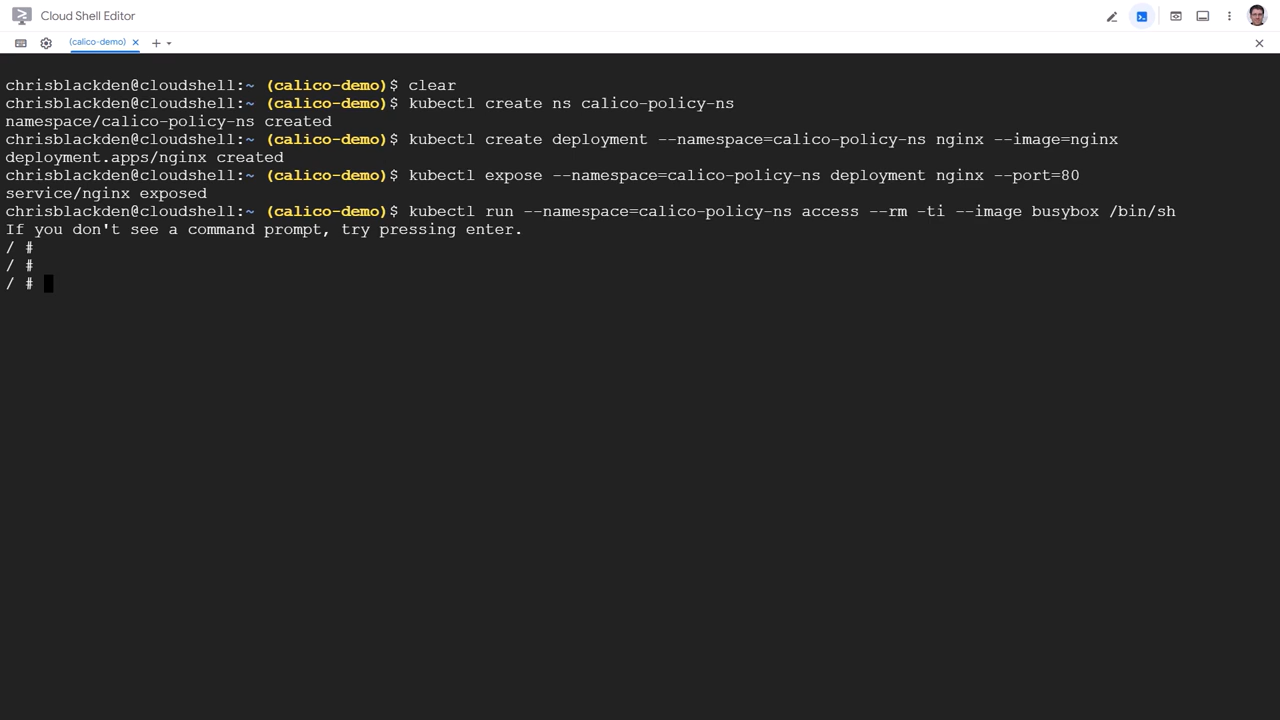 Cloud Shell Editor
(calico-demo)
chrisblackden@cloudshell:~ (calico-demo)$ clear
chrisblackden@cloudshell:~ (calico-demo)$ kubectl create ns calico-policy-ns
namespace/calico-policy-ns created
chrisblackden@cloudshell:~ (calico-demo)$ kubectl create deployment --namespace=calico-policy-ns nginx --image=nginx
deployment.apps/nginx created
chrisblackden@cloudshell:~ (calico-demo)$ kubectl expose --namespace=calico-policy-ns deployment nginx --port=80
service/nginx exposed
chrisblackden@cloudshell:~ (calico-demo)$ kubectl run --namespace=calico-policy-ns access --rm -ti --image busybox /bin/sh
If you don't see a command prompt, try pressing enter.
/ #
/ #
/ #